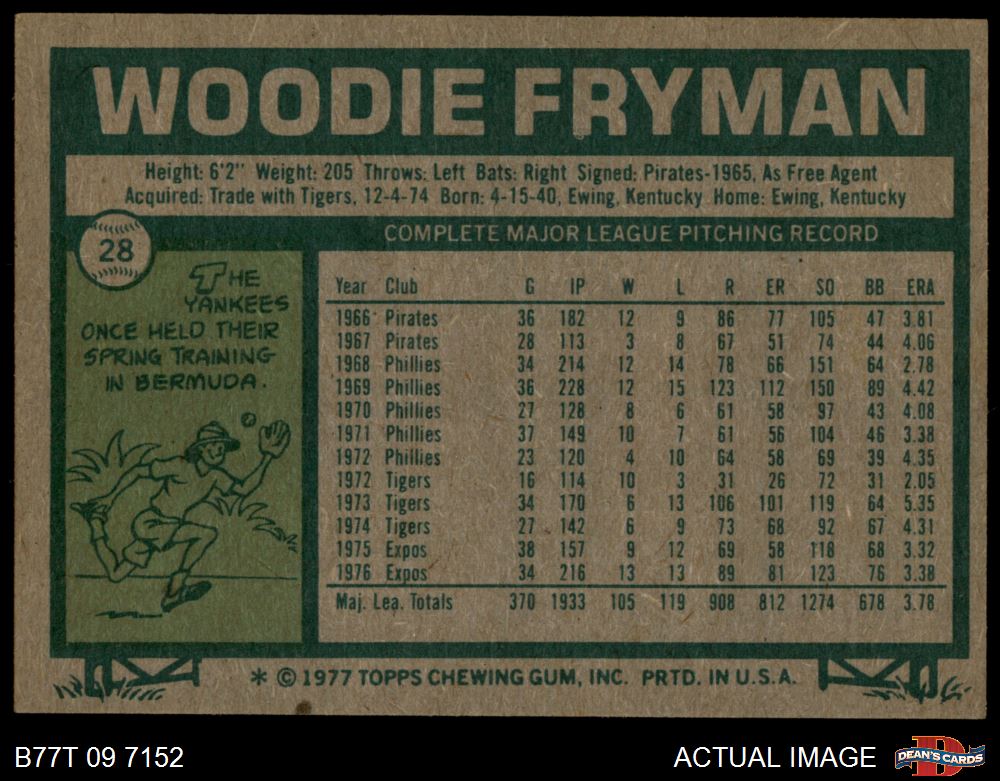 WOODIE FRYMAN
Height: 6'2" Weight: 205 Throws: Left Bats: Right Signed: Pirates-1965, As Free Agent
Acquired: Trade with Tigers, 12-4-74 Born: 4-15-40, Ewing, Kentucky Home: Ewing, Kentucky
28
THE
YANKEES
ONCE HELD THEIR
SPRING TRAINING
IN BERMUDA.
COMPLETE MAJOR LEAGUE PITCHING RECORD
Year Club G IP W L R ER SO BB ERA
1966 Pirates 36 182 12 9 86 77 105 47 3.81
1967 Pirates 28 113 3 8 67 51 74 44 4.06
1968 Phillies 34 214 12 14 78 66 151 64 2.78
1969 Phillies 36 228 12 15 123 112 150 89 4.42
1970 Phillies 27 128 8 6 61 58 97 43 4.08
1971 Phillies 37 149 10 7 61 56 104 46 3.38
1972 Phillies 23 120 4 10 64 58 69 39 4.35
1972 Tigers 16 114 10 3 31 26 72 31 2.05
1973 Tigers 34 170 6 13 106 101 119 64 5.35
1974 Tigers 27 142 6 9 73 68 92 67 4.31
1975 Expos 38 157 9 12 69 58 118 68 3.32
1976 Expos 34 216 13 13 89 81 123 76 3.38
Maj. Lea. Totals 370 1933 105 119 908 812 1274 678 3.78
* © 1977 TOPPS CHEWING GUM, INC. PRTD. IN U.S.A.
B77T 09 7152
ACTUAL IMAGE
D
DEAN'S CARDS